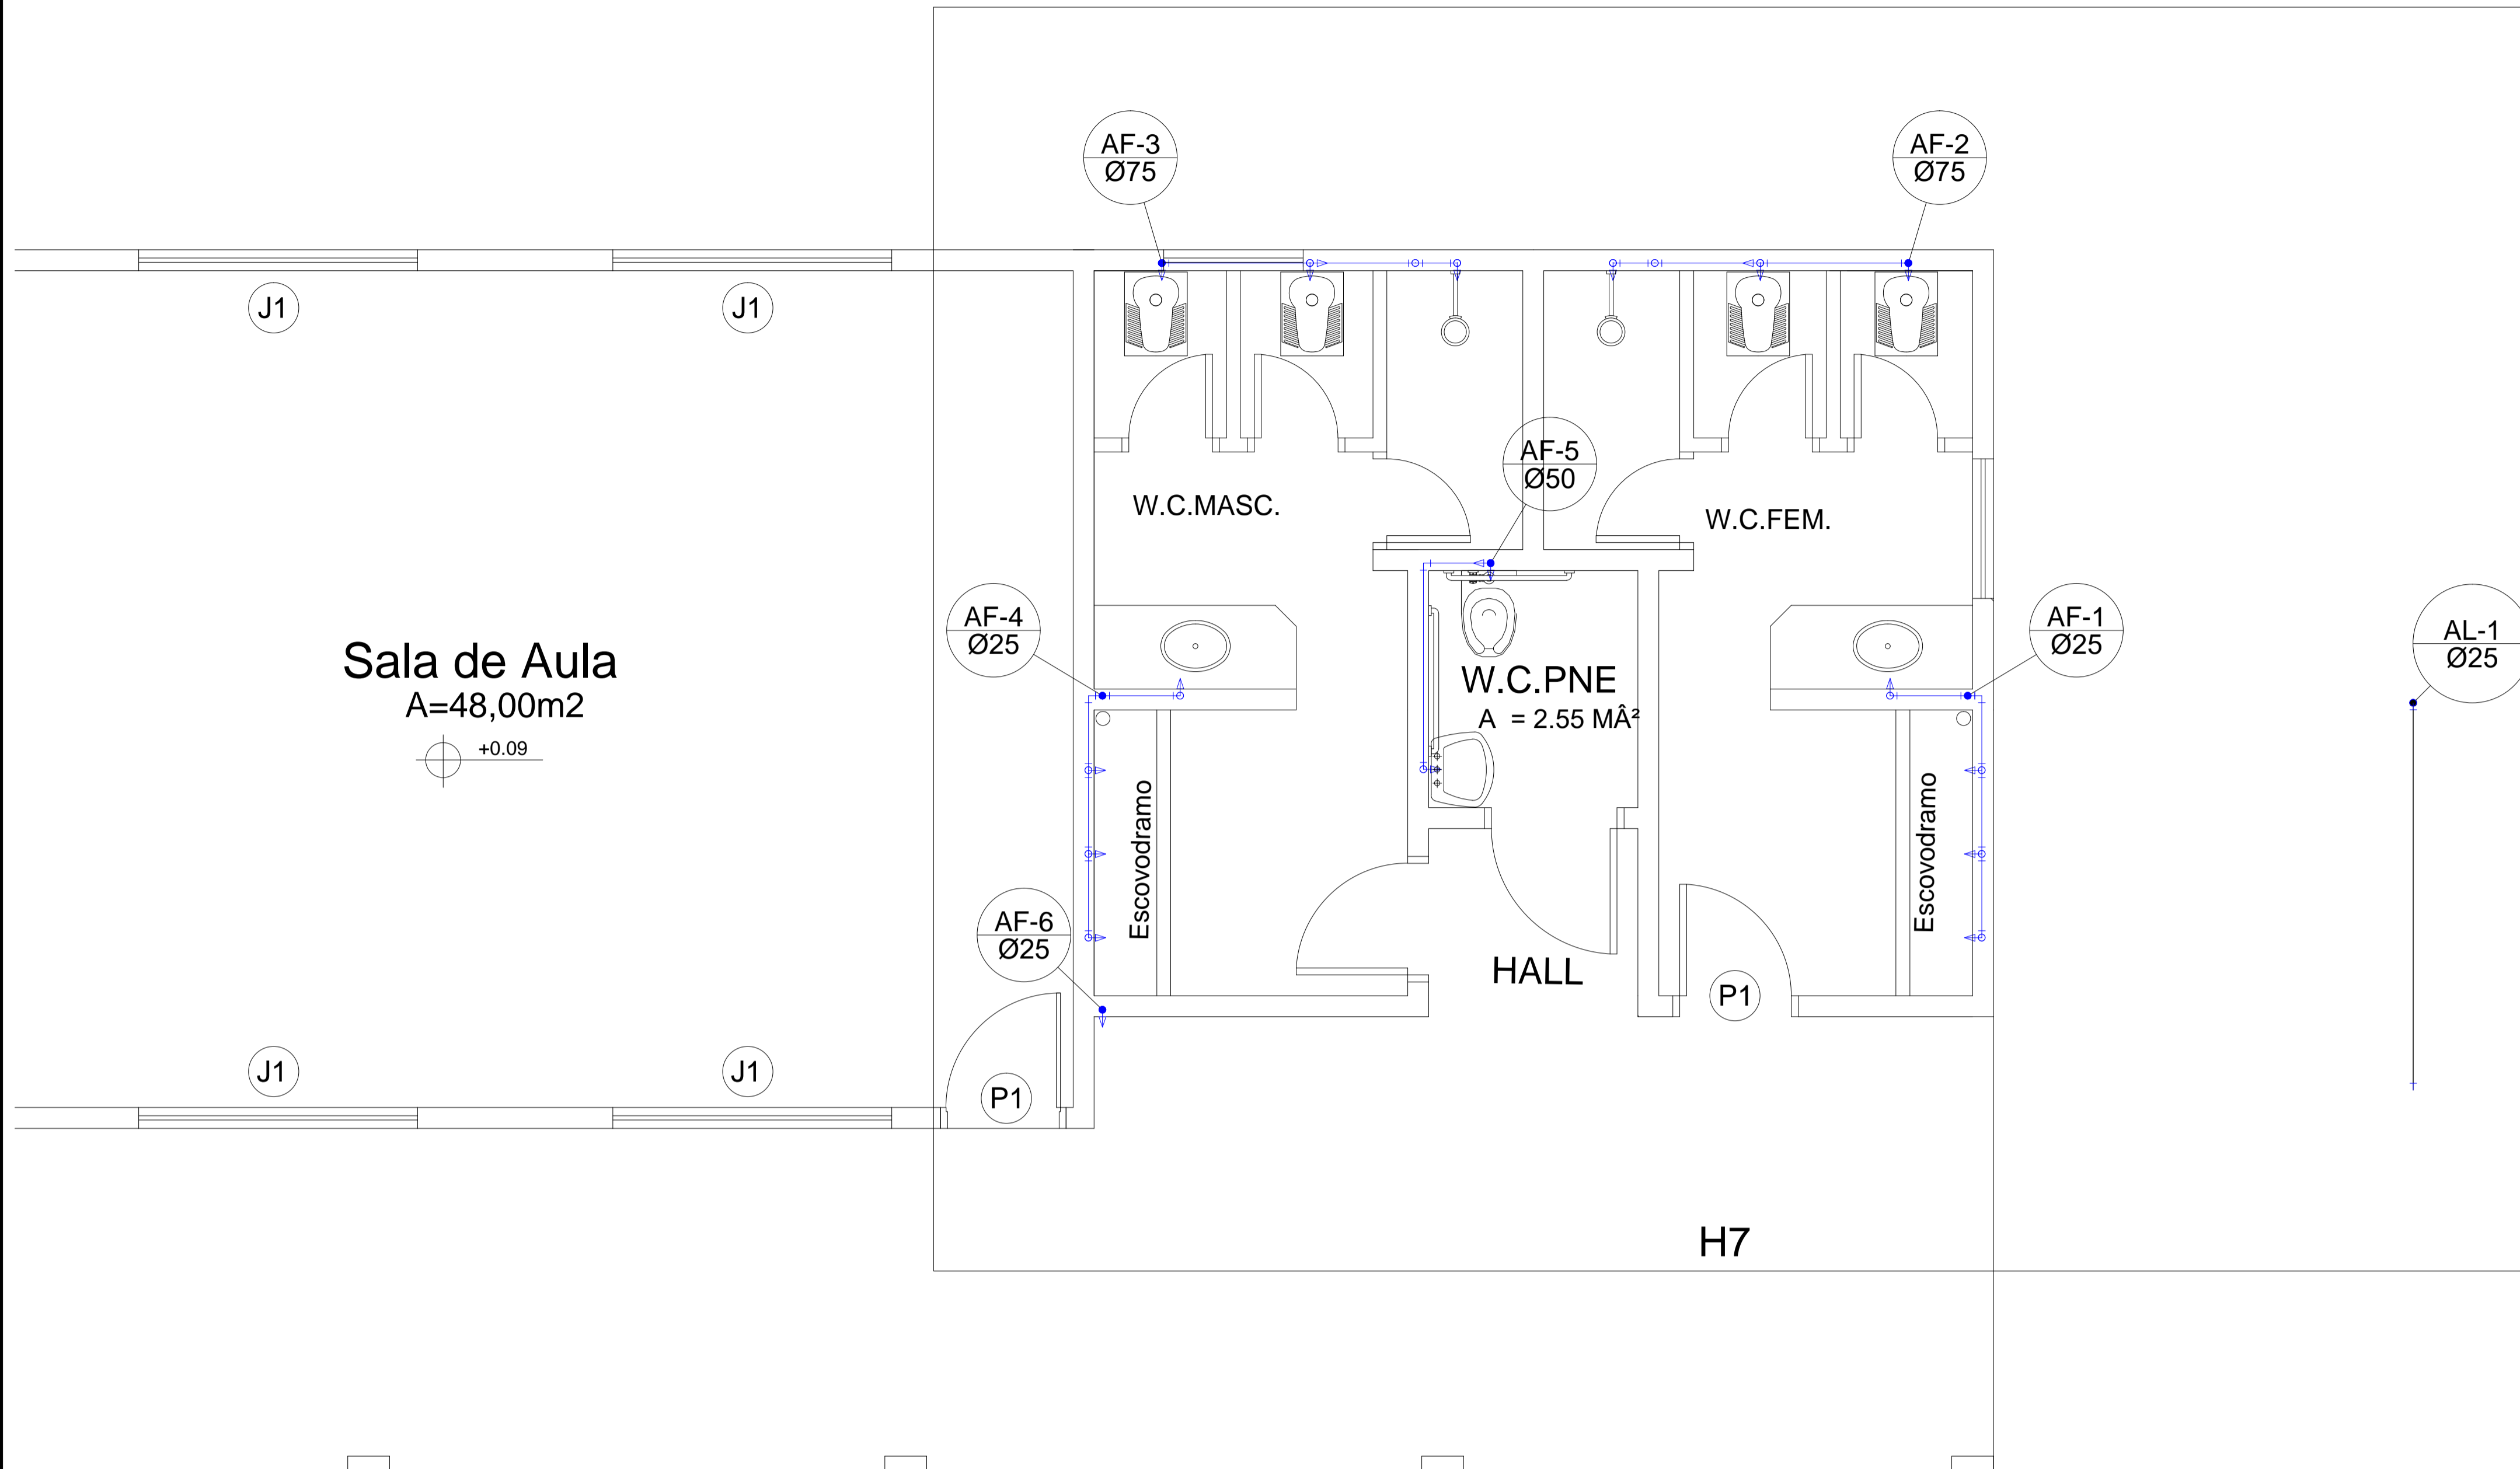 AF-3
Ø75
AF-2
Ø75
J1
J1
AF-5
Ø50
W.C.MASC.
W.C.FEM.
AF-4
Ø25
AF-1
Ø25
AL-1
Ø25
Sala de Aula
A=48,00m2
+0.09
W.C.PNE
A = 2.55 MÂ²
Escovodramo
Escovodramo
AF-6
Ø25
HALL
P1
J1
J1
P1
H7